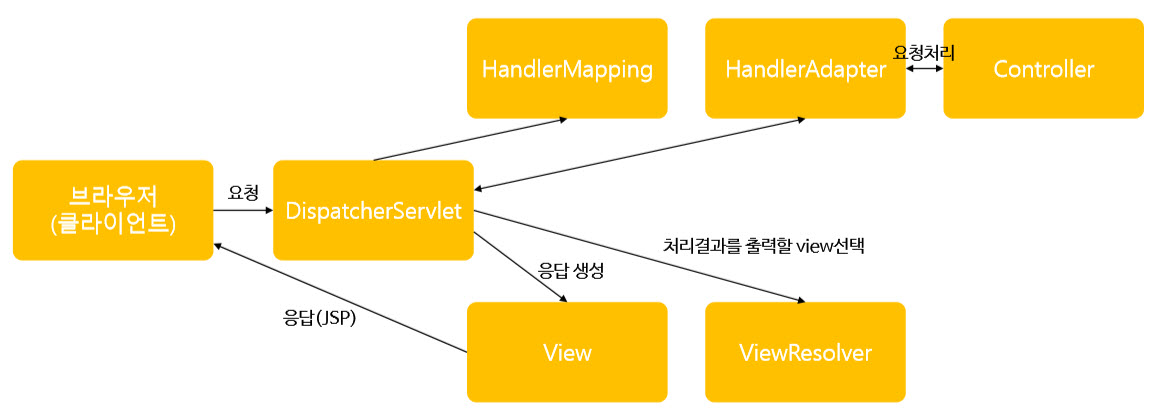 HandlerMapping
HandlerAdapter
요청처리
Controller
브라우저
(클라이언트)
요청
DispatcherServlet
처리결과를 출력할 view선택
응답 생성
응답(JSP)
View
ViewResolver